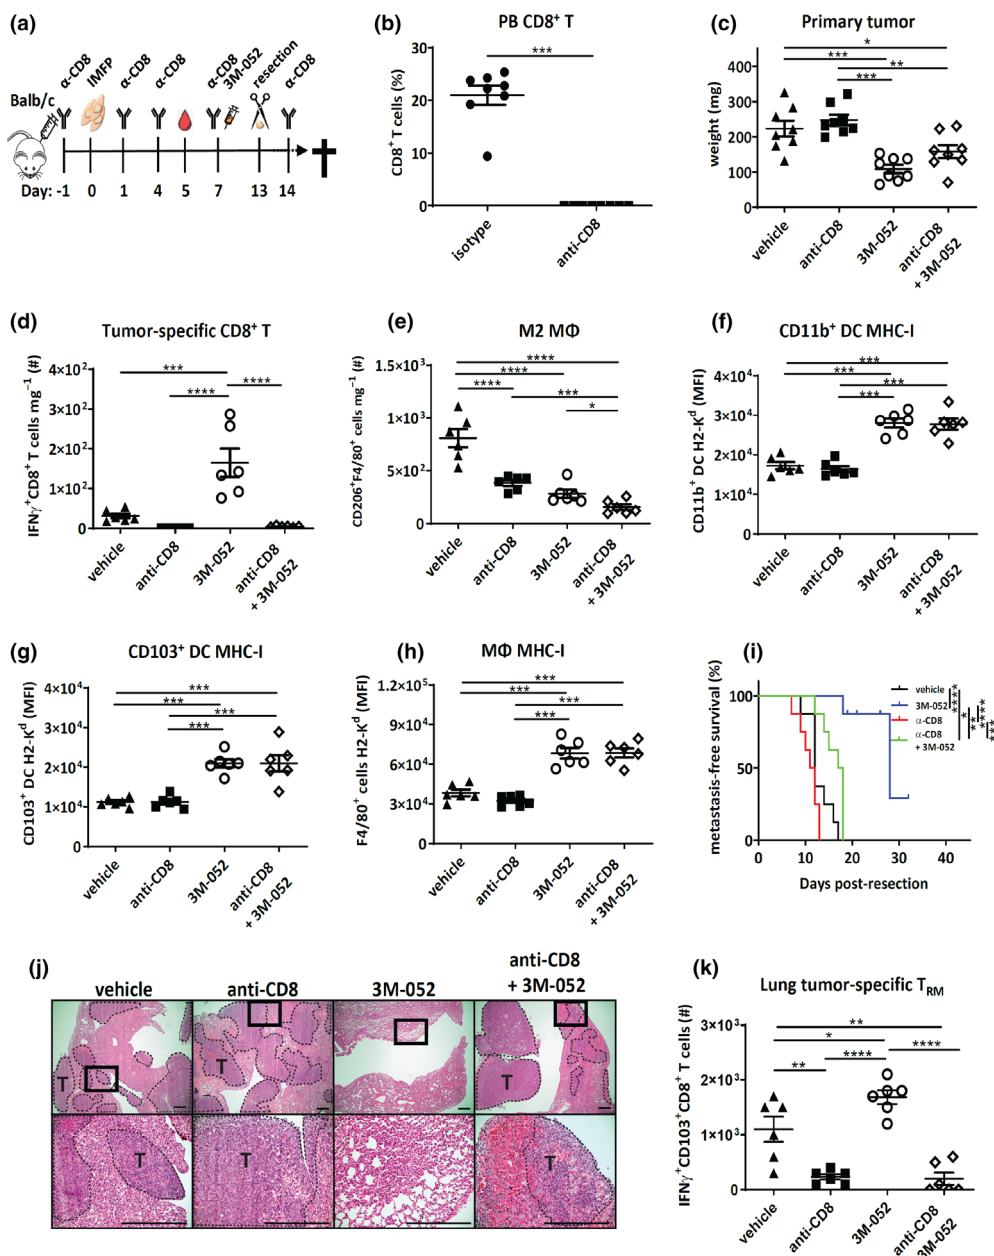 (a)
α-CD8
IMFP
α-CD8
α-CD8
α-CD8
3M-052
resection
α-CD8
Balb/c
Day: -1 0 1 4 5 7 13 14
(b)
PB CD8⁺ T
***
CD8⁺ T cells (%)
30
20
10
0
isotype
anti-CD8
(c)
Primary tumor
*
***
**
***
weight (mg)
400
300
200
100
0
vehicle
anti-CD8
3M-052
anti-CD8
+ 3M-052
(d)
Tumor-specific CD8⁺ T
***
****
****
IFNγ⁺CD8⁺ T cells mg⁻¹ (#)
4×10²
3×10²
2×10²
1×10²
0
vehicle
anti-CD8
3M-052
anti-CD8
+ 3M-052
(e)
M2 MΦ
****
****
****
***
*
CD206⁺F4/80⁺ cells mg⁻¹ (#)
1.5×10³
1×10³
5×10²
0
vehicle
anti-CD8
3M-052
anti-CD8
+ 3M-052
(f)
CD11b⁺ DC MHC-I
***
***
***
***
CD11b⁺ DC H2-Kᵈ (MFI)
4×10⁴
3×10⁴
2×10⁴
1×10⁴
0
vehicle
anti-CD8
3M-052
anti-CD8
+ 3M-052
(g)
CD103⁺ DC MHC-I
***
***
***
***
CD103⁺ DC H2-Kᵈ (MFI)
4×10⁴
3×10⁴
2×10⁴
1×10⁴
0
vehicle
anti-CD8
3M-052
anti-CD8
+ 3M-052
(h)
MΦ MHC-I
***
***
***
***
F4/80⁺ cells H2-Kᵈ (MFI)
1.2×10⁵
9×10⁴
6×10⁴
3×10⁴
0
vehicle
anti-CD8
3M-052
anti-CD8
+ 3M-052
(i)
metastasis-free survival (%)
100
50
0
0 10 20 30 40
Days post-resection
vehicle
3M-052
α-CD8
α-CD8
+ 3M-052
****
*
**
****
***
(j)
vehicle
anti-CD8
3M-052
anti-CD8
+ 3M-052
T
T
T
T
T
T
(k)
Lung tumor-specific T_RM
**
*
**
****
****
IFNγ⁺CD103⁺CD8⁺ T cells (#)
3×10³
2×10³
1×10³
0
vehicle
anti-CD8
3M-052
anti-CD8
3M-052